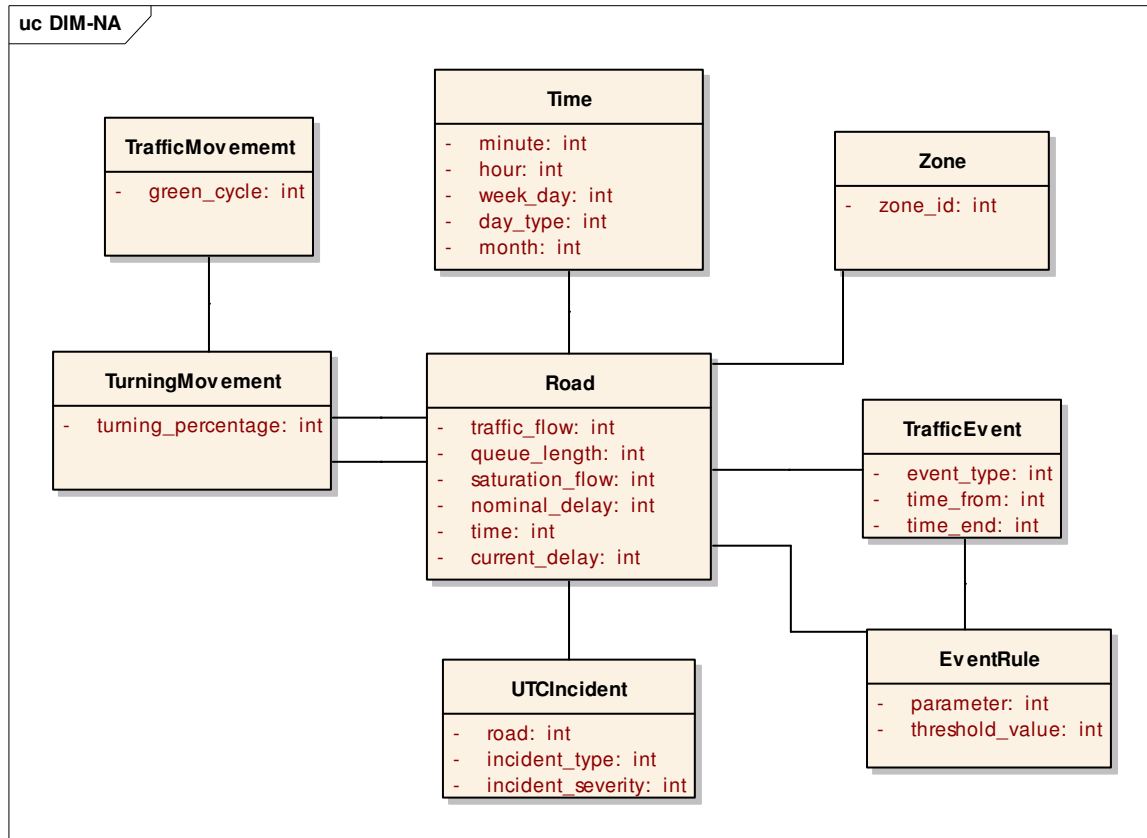 uc DIM-NA
Time
- minute: int
- hour: int
- week_day: int
- day_type: int
- month: int
TrafficMovememt
- green_cycle: int
Zone
- zone_id: int
TurningMovement
- turning_percentage: int
Road
- traffic_flow: int
- queue_length: int
- saturation_flow: int
- nominal_delay: int
- time: int
- current_delay: int
TrafficEvent
- event_type: int
- time_from: int
- time_end: int
UTCIncident
- road: int
- incident_type: int
- incident_severity: int
EventRule
- parameter: int
- threshold_value: int